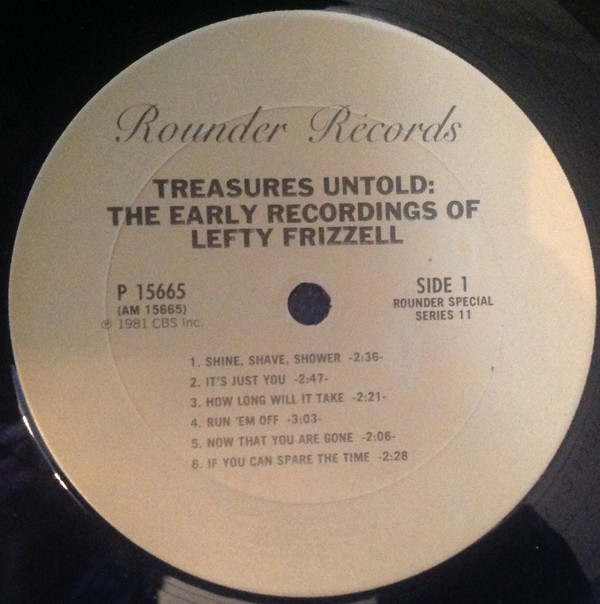 Rounder Records
TREASURES UNTOLD:
THE EARLY RECORDINGS OF
LEFTY FRIZZELL
P 15665
(AM 15665)
℗ 1981 CBS Inc.
SIDE 1
ROUNDER SPECIAL
SERIES 11
1. SHINE, SHAVE, SHOWER -2:36-
2. IT'S JUST YOU -2:47-
3. HOW LONG WILL IT TAKE -2:21-
4. RUN 'EM OFF -3:03-
5. NOW THAT YOU ARE GONE -2:06-
6. IF YOU CAN SPARE THE TIME -2:28